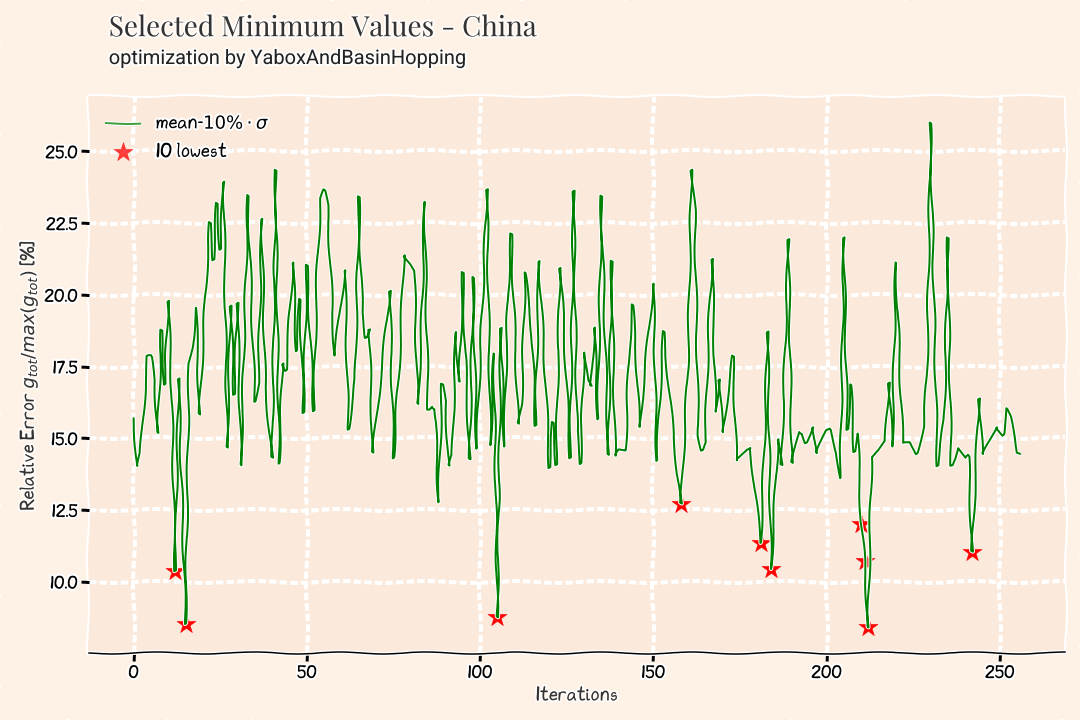 Selected Minimum Values - China
optimization by YaboxAndBasinHopping
mean-10% · σ
10 lowest
25.0
22.5
20.0
17.5
15.0
12.5
10.0
Relative Error g_tot/max(g_tot) [%]
0 50 100 150 200 250
Iterations